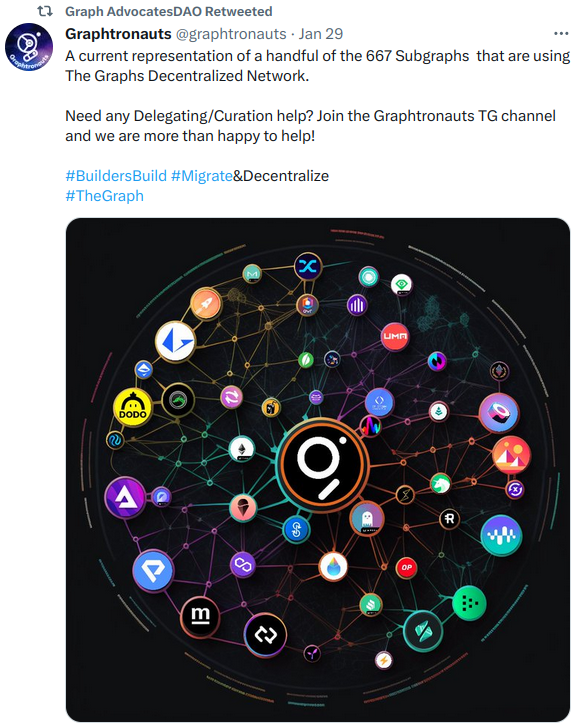 Graph AdvocatesDAO Retweeted
Graphtronauts @graphtronauts · Jan 29
A current representation of a handful of the 667 Subgraphs  that are using
The Graphs Decentralized Network.
Need any Delegating/Curation help? Join the Graphtronauts TG channel
and we are more than happy to help!
#BuildersBuild #Migrate&Decentralize
#TheGraph
UMA
DODO
OP
m
Graphtronauts